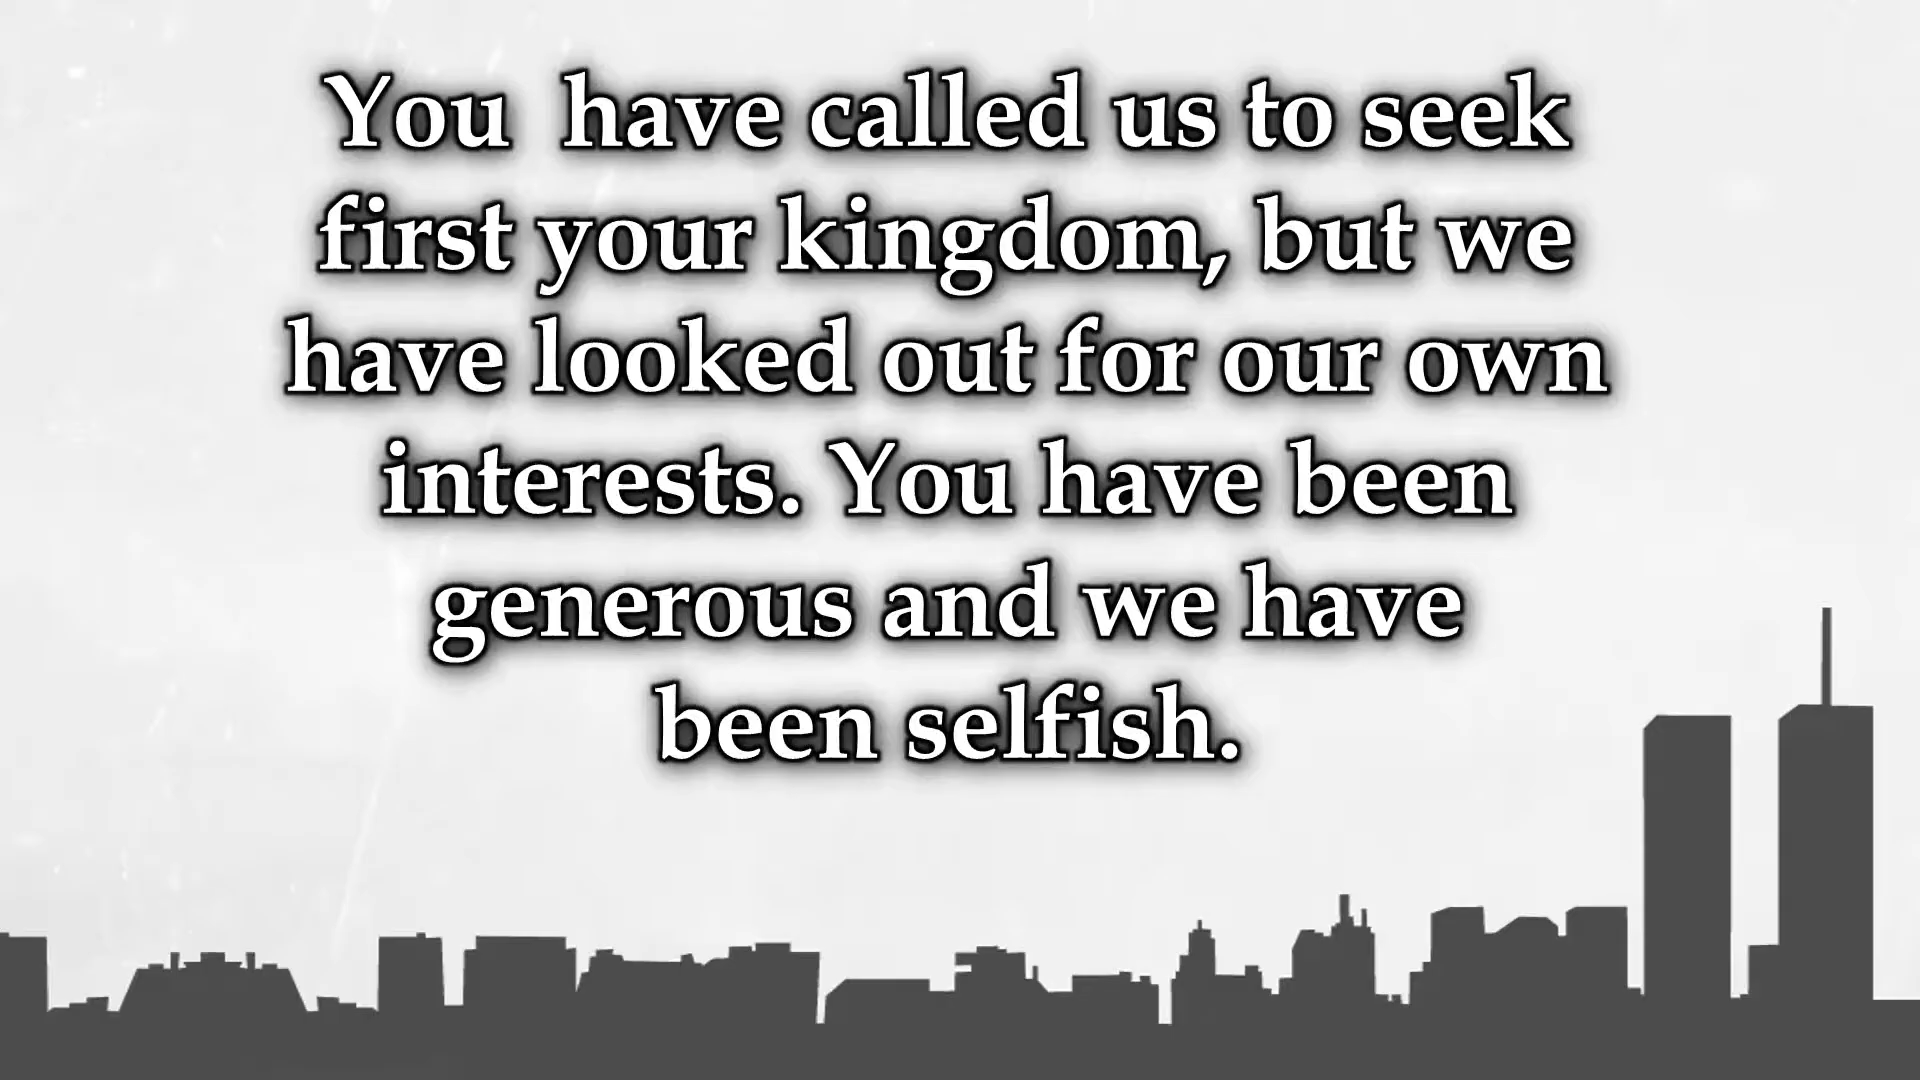 You  have called us to seek
first your kingdom, but we
have looked out for our own
interests. You have been
generous and we have
been selfish.